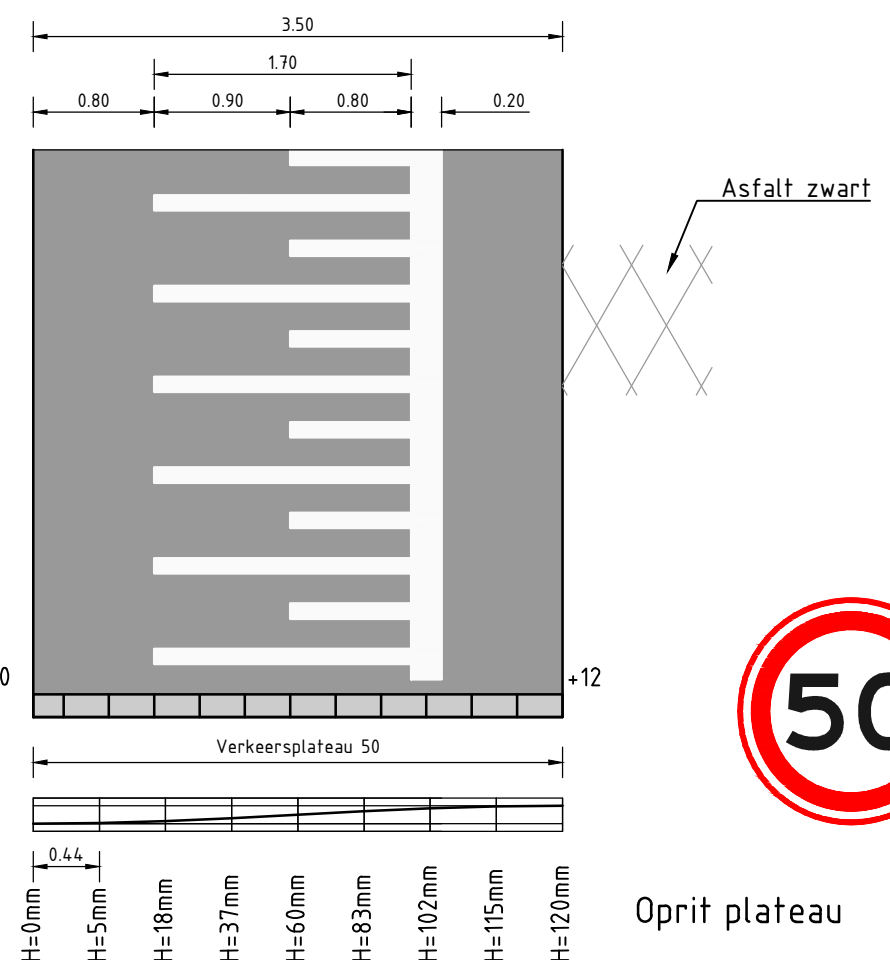 3.50
1.70
0.80 0.90 0.80 0.20
Asfalt zwart
0 +12
50
Verkeersplateau 50
0.44
H=0mm
H=5mm
H=18mm
H=37mm
H=60mm
H=83mm
H=102mm
H=115mm
H=120mm
Oprit plateau